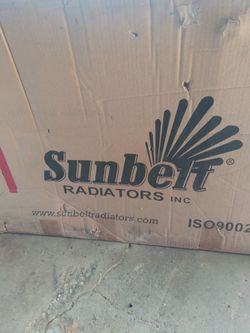 Sunbelt®
RADIATORS INC
www.sunbeltradiators.com
ISO9002